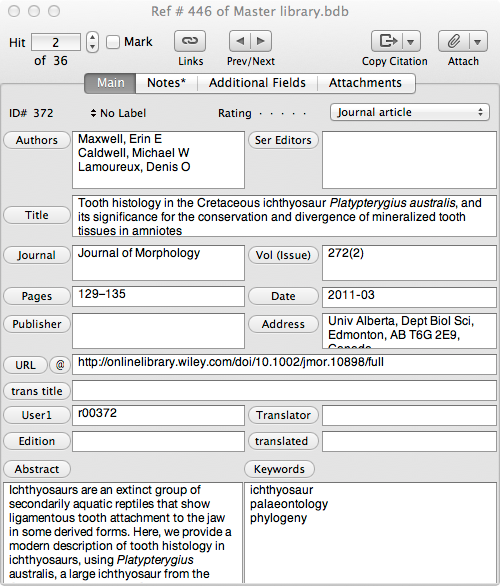 Ref # 446 of Master library.bdb
Hit 2 Mark
of 36
Links Prev/Next Copy Citation Attach
Main Notes* Additional Fields Attachments
ID# 372 No Label Rating · · · · · Journal article
Authors Maxwell, Erin E Ser Editors
Caldwell, Michael W
Lamoureux, Denis O
Title Tooth histology in the Cretaceous ichthyosaur Platypterygius australis, and
its significance for the conservation and divergence of mineralized tooth
tissues in amniotes
Journal Journal of Morphology Vol (Issue) 272(2)
Pages 129–135 Date 2011-03
Publisher Address Univ Alberta, Dept Biol Sci,
Edmonton, AB T6G 2E9,
Canada
URL @ http://onlinelibrary.wiley.com/doi/10.1002/jmor.10898/full
trans title
User1 r00372 Translator
Edition translated
Abstract Keywords
Ichthyosaurs are an extinct group of ichthyosaur
secondarily aquatic reptiles that show palaeontology
ligamentous tooth attachment to the jaw phylogeny
in some derived forms. Here, we provide a
modern description of tooth histology in
ichthyosaurs, using Platypterygius
australis, a large ichthyosaur from the